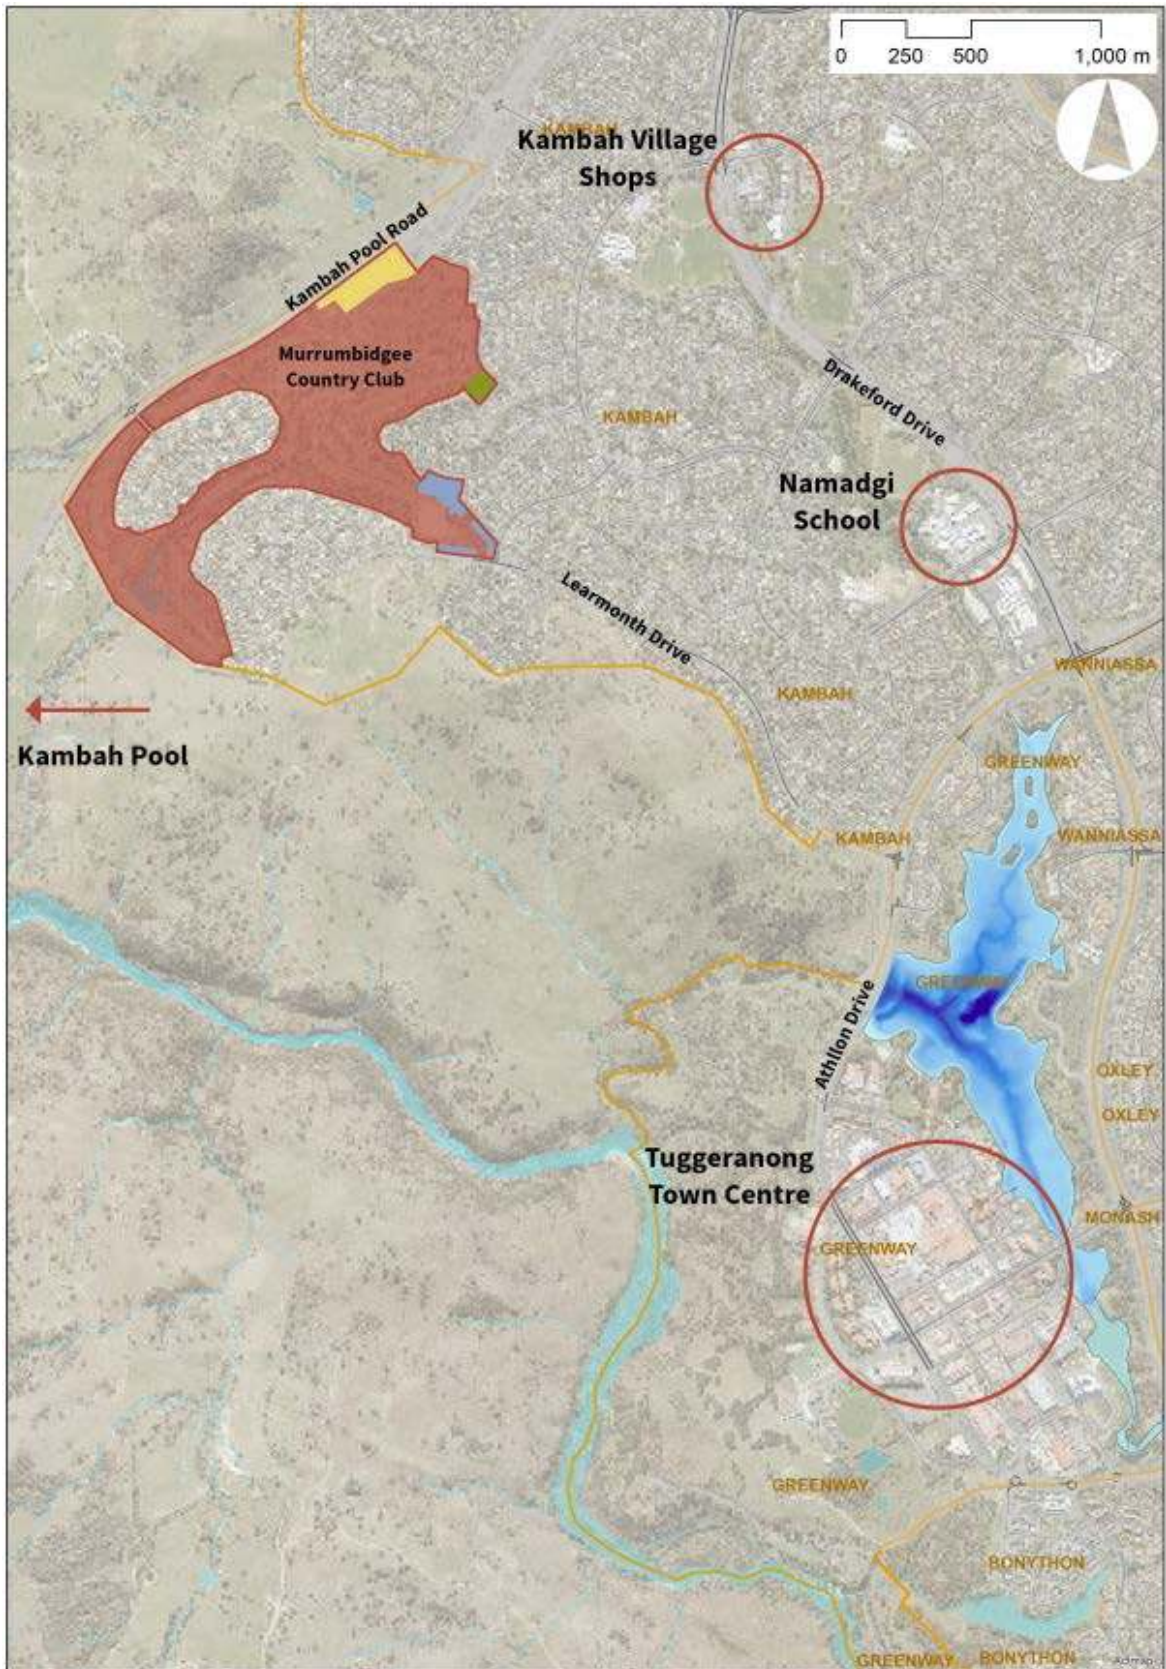 0 250 500 1,000 m
KAMBAH
Kambah Village
Shops
Kambah Pool Road
Murrumbidgee
Country Club
Drakeford Drive
KAMBAH
Namadgi
School
Learmonth Drive
WANNIASSA
KAMBAH
Kambah Pool
GREENWAY
KAMBAH
WANNIASSA
GREENWAY
Athllon Drive
OXLEY
OXLEY
Tuggeranong
Town Centre
MONASH
GREENWAY
GREENWAY
BONYTHON
GREENWAY
BONYTHON